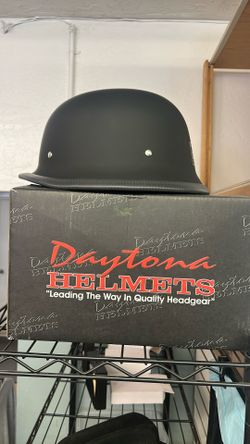 Daytona
HELMETS
"Leading The Way In Quality Headgear"